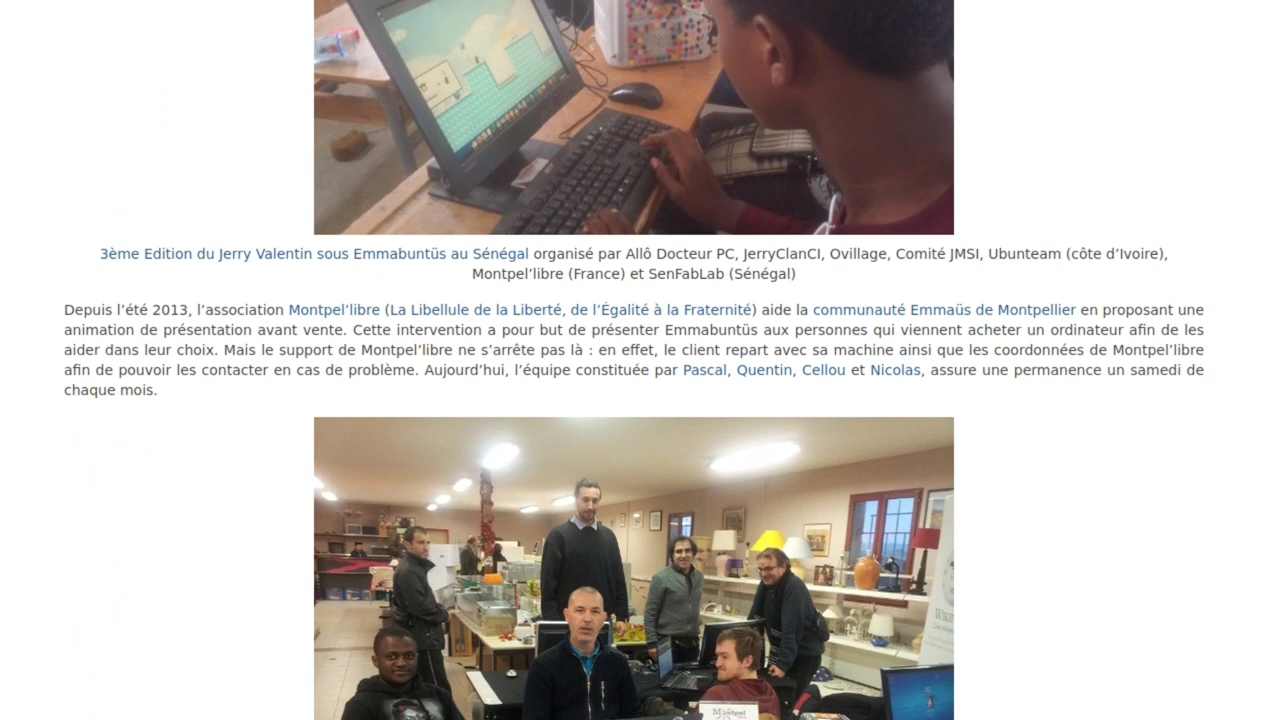 3ème Edition du Jerry Valentin sous Emmabuntüs au Sénégal organisé par Allô Docteur PC, JerryClanCI, Ovillage, Comité JMSI, Ubunteam (côte d’Ivoire),
Montpel’libre (France) et SenFabLab (Sénégal)
Depuis l’été 2013, l’association Montpel’libre (La Libellule de la Liberté, de l’Égalité à la Fraternité) aide la communauté Emmaüs de Montpellier en proposant une
animation de présentation avant vente. Cette intervention a pour but de présenter Emmabuntüs aux personnes qui viennent acheter un ordinateur afin de les
aider dans leur choix. Mais le support de Montpel’libre ne s’arrête pas là : en effet, le client repart avec sa machine ainsi que les coordonnées de Montpel’libre
afin de pouvoir les contacter en cas de problème. Aujourd’hui, l’équipe constituée par Pascal, Quentin, Cellou et Nicolas, assure une permanence un samedi de
chaque mois.
Montpel